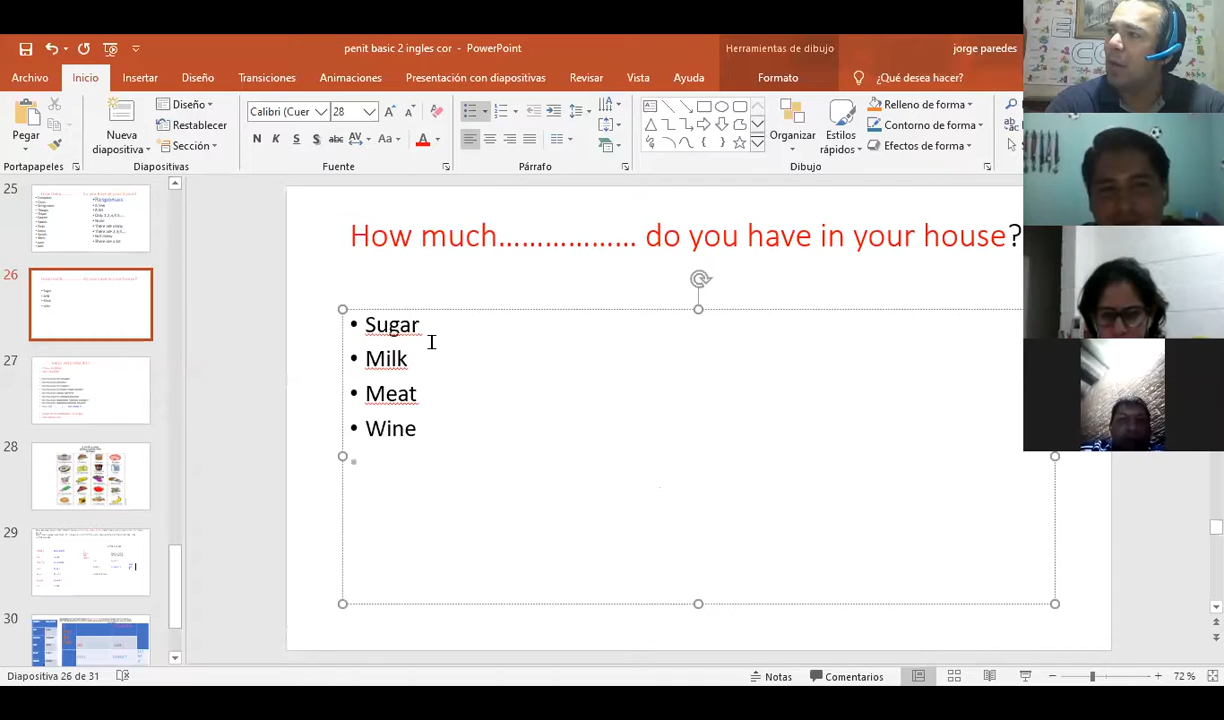 penit basic 2 ingles cor - PowerPoint
Herramientas de dibujo
jorge paredes
Archivo
Inicio
Insertar
Diseño
Transiciones
Animaciones
Presentación con diapositivas
Revisar
Vista
Ayuda
Formato
¿Qué desea hacer?
Pegar
Nueva
diapositiva
Diseño
Restablecer
Sección
Calibri (Cuer
28
N K S S abc AV Aa A
Organizar
Estilos
rápidos
Relleno de forma
Contorno de forma
Efectos de forma
Portapapeles
Diapositivas
Fuente
Párrafo
Dibujo
25
26
27
28
29
30
How much.................. do you have in your house?
• Sugar
• Milk
• Meat
• Wine
Diapositiva 26 de 31
Notas
Comentarios
72 %